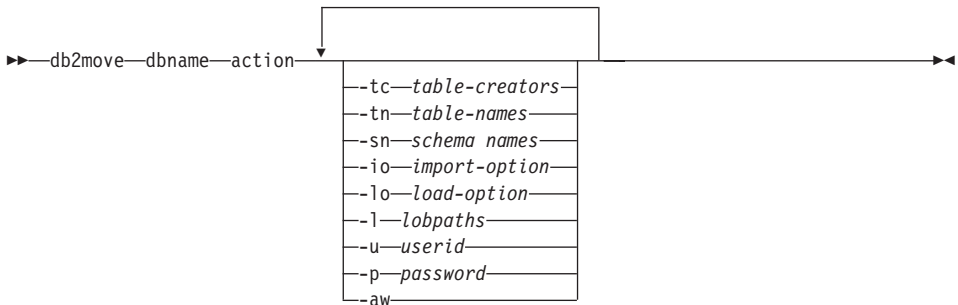 db2move dbname action
-tc table-creators
-tn table-names
-sn schema names
-io import-option
-lo load-option
-l lobpaths
-u userid
-p password
-aw